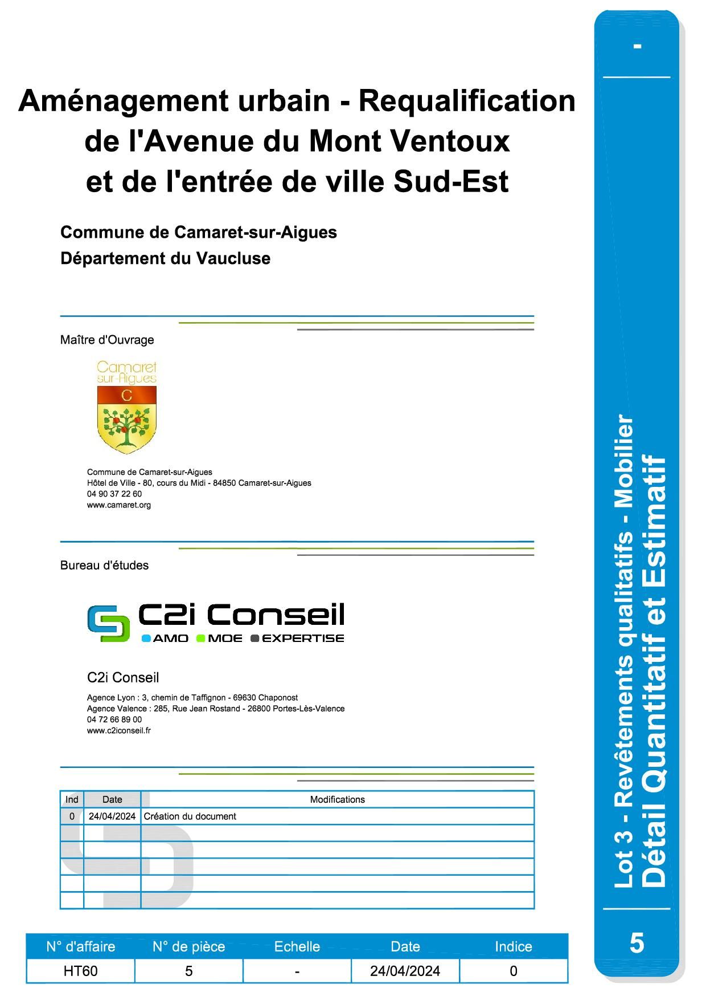 Aménagement urbain - Requalification
de l'Avenue du Mont Ventoux
et de l'entrée de ville Sud-Est
Commune de Camaret-sur-Aigues
Département du Vaucluse
Maître d'Ouvrage
Camaret
sur-Aigues
C
Commune de Camaret-sur-Aigues
Hôtel de Ville - 80, cours du Midi - 84850 Camaret-sur-Aigues
04 90 37 22 60
www.camaret.org
Bureau d'études
C2i Conseil
AMO MOE EXPERTISE
C2i Conseil
Agence Lyon : 3, chemin de Taffignon - 69630 Chaponost
Agence Valence : 285, Rue Jean Rostand - 26800 Portes-Lès-Valence
04 72 66 89 00
www.c2iconseil.fr
Ind Date Modifications
0 24/04/2024 Création du document
N° d'affaire N° de pièce Echelle Date Indice
HT60 5 - 24/04/2024 0
-
Lot 3 - Revêtements qualitatifs - Mobilier
Détail Quantitatif et Estimatif
5